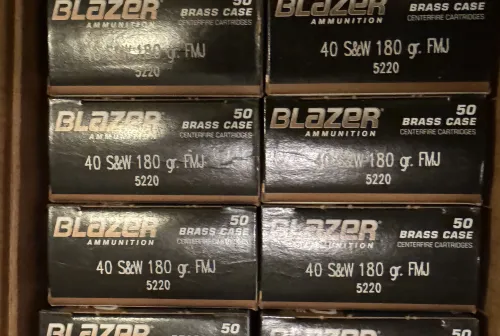 BLAZER
AMMUNITION
50
BRASS CASE
CENTERFIRE CARTRIDGES
40 S&W 180 gr. FMJ
5220
BLAZER
AMMUNITION
50
BRASS CASE
CENTERFIRE CARTRIDGES
40 S&W 180 gr. FMJ
5220
BLAZER
AMMUNITION
50
BRASS CASE
CENTERFIRE CARTRIDGES
40 S&W 180 gr. FMJ
5220
BLAZER
AMMUNITION
50
BRASS CASE
CENTERFIRE CARTRIDGES
40 S&W 180 gr. FMJ
5220
BLAZER
AMMUNITION
50
BRASS CASE
CENTERFIRE CARTRIDGES
40 S&W 180 gr. FMJ
5220
BLAZER
AMMUNITION
50
BRASS CASE
CENTERFIRE CARTRIDGES
40 S&W 180 gr. FMJ
5220
BLAZER
50
BLAZER
50